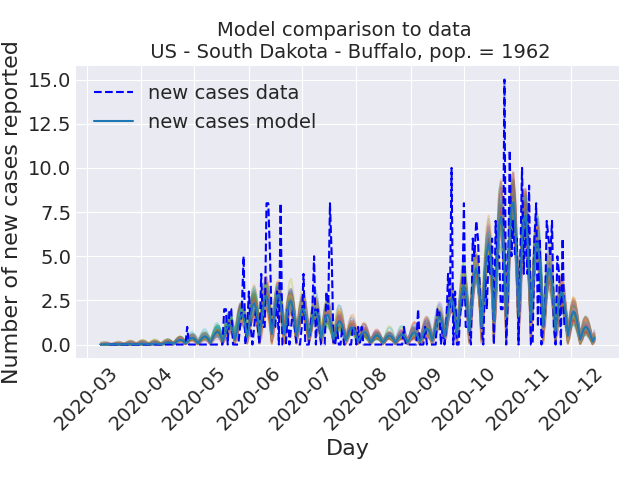 Model comparison to data
US - South Dakota - Buffalo, pop. = 1962
Number of new cases reported
15.0
12.5
10.0
7.5
5.0
2.5
0.0
new cases data
new cases model
2020-03
2020-04
2020-05
2020-06
2020-07
2020-08
2020-09
2020-10
2020-11
2020-12
Day